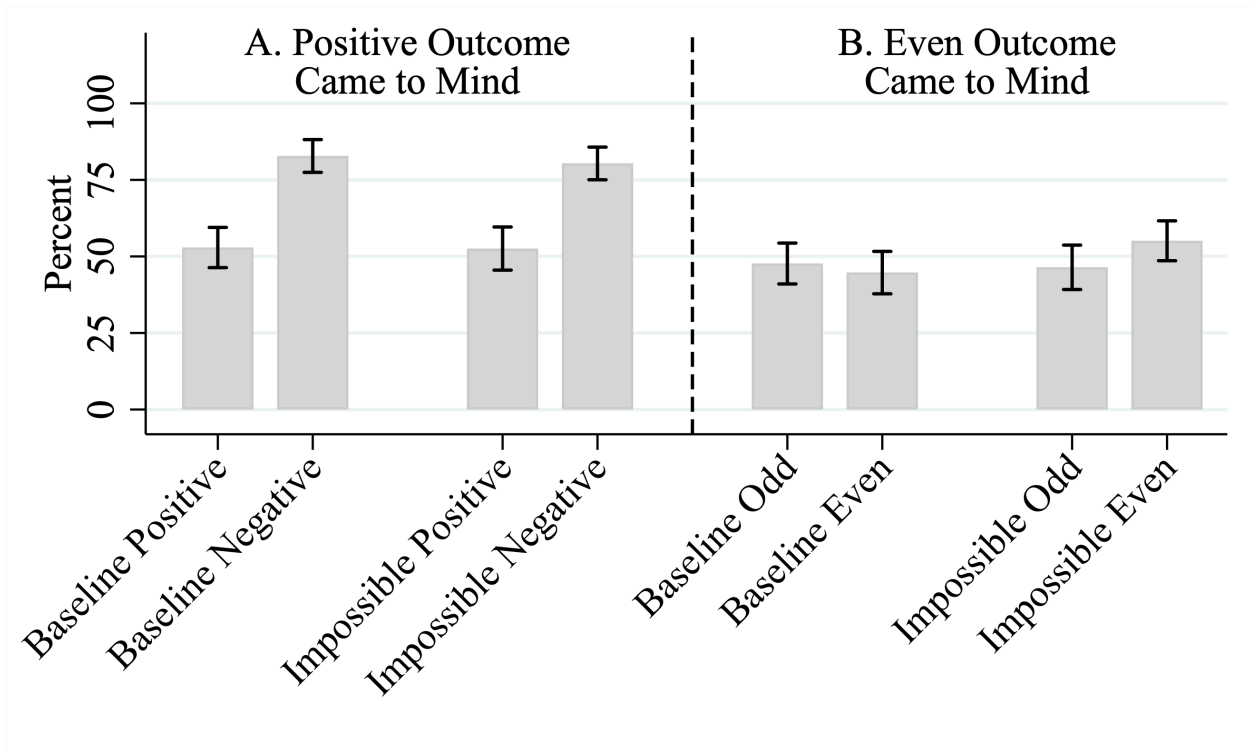 A. Positive Outcome
Came to Mind
B. Even Outcome
Came to Mind
Percent
100
75
50
25
0
Baseline Positive
Baseline Negative
Impossible Positive
Impossible Negative
Baseline Odd
Baseline Even
Impossible Odd
Impossible Even